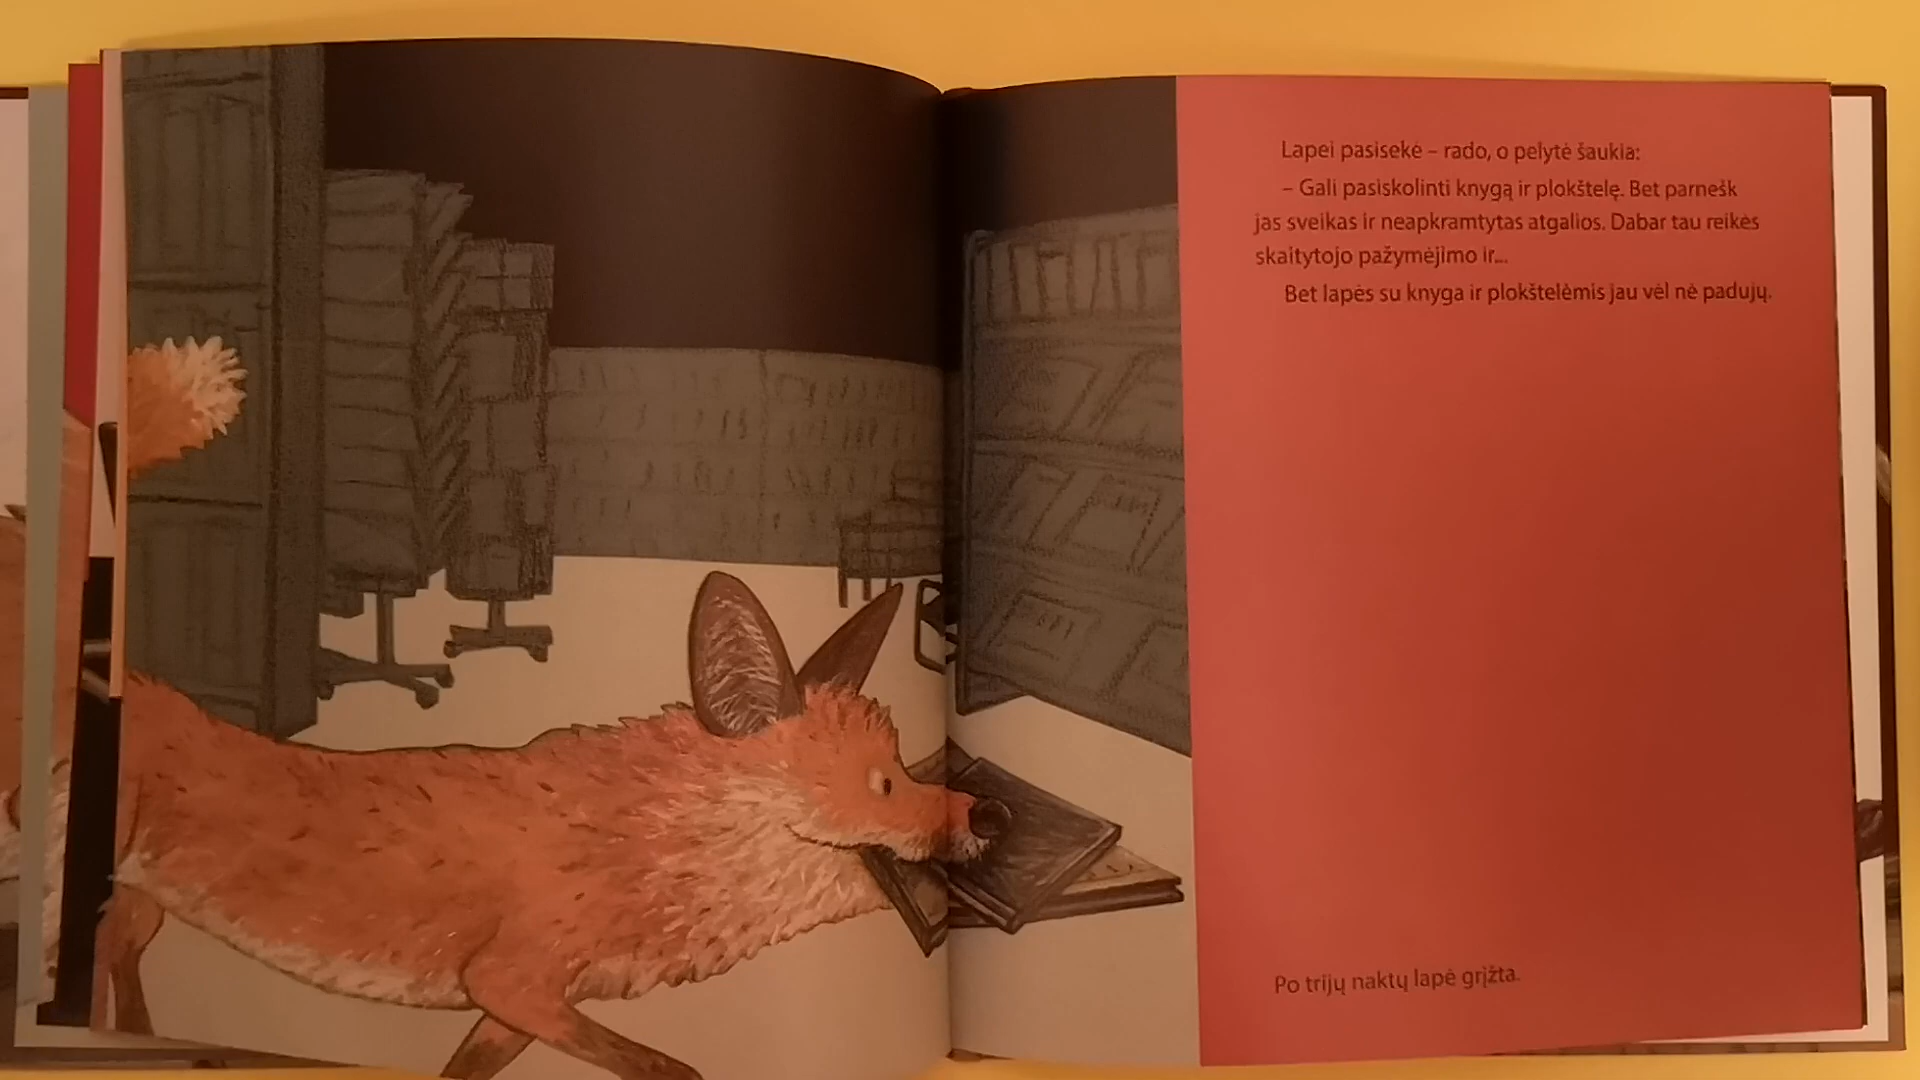 Lapei pasisekė – rado, o pelytė šaukia:
– Gali pasiskolinti knygą ir plokštelę. Bet parnešk
jas sveikas ir neapkramtytas atgalios. Dabar tau reikės
skaitytojo pažymėjimo ir...
Bet lapės su knyga ir plokštelėmis jau vėl nė padujų.
Po trijų naktų lapė grįžta.